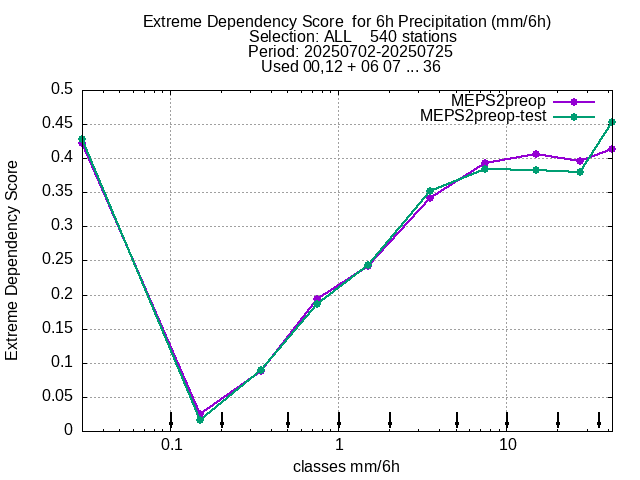 Extreme Dependency Score  for 6h Precipitation (mm/6h)
Selection: ALL    540 stations
Period: 20250702-20250725
Used 00,12 + 06 07 ... 36
MEPS2preop
MEPS2preop-test
0.5
0.45
0.4
0.35
0.3
0.25
0.2
0.15
0.1
0.05
0
Extreme Dependency Score
0.1 1 10
classes mm/6h